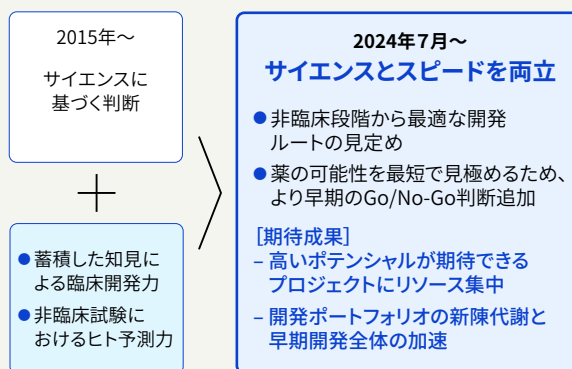 2015年～
サイエンスに
基づく判断
＋
●蓄積した知見に
よる臨床開発力
●非臨床試験に
おけるヒト予測力
2024年7月～
サイエンスとスピードを両立
●非臨床段階から最適な開発
ルートの見定め
●薬の可能性を最短で見極めるため、
より早期のGo/No-Go判断追加
［期待成果］
– 高いポテンシャルが期待できる
プロジェクトにリソース集中
– 開発ポートフォリオの新陳代謝と
早期開発全体の加速